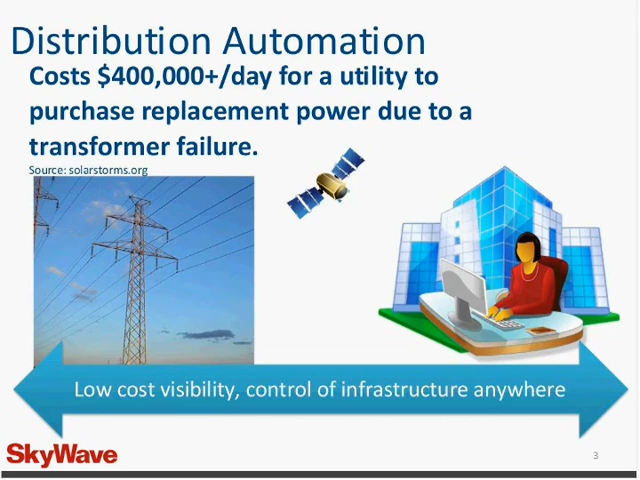 Distribution Automation
Costs $400,000+/day for a utility to
purchase replacement power due to a
transformer failure.
Source: solarstorms.org
Low cost visibility, control of infrastructure anywhere
SkyWave
3